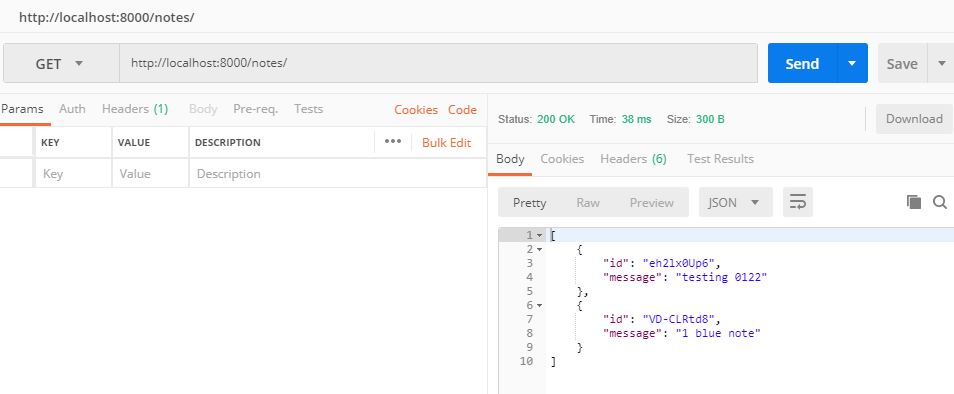 http://localhost:8000/notes/
GET http://localhost:8000/notes/ Send Save
Params Auth Headers (1) Body Pre-req. Tests Cookies Code
KEY VALUE DESCRIPTION ••• Bulk Edit
Key Value Description
Status: 200 OK Time: 38 ms Size: 300 B Download
Body Cookies Headers (6) Test Results
Pretty Raw Preview JSON
1 [
2 {
3 "id": "eh2lx0Up6",
4 "message": "testing 0122"
5 },
6 {
7 "id": "VD-CLRtd8",
8 "message": "1 blue note"
9 }
10 ]